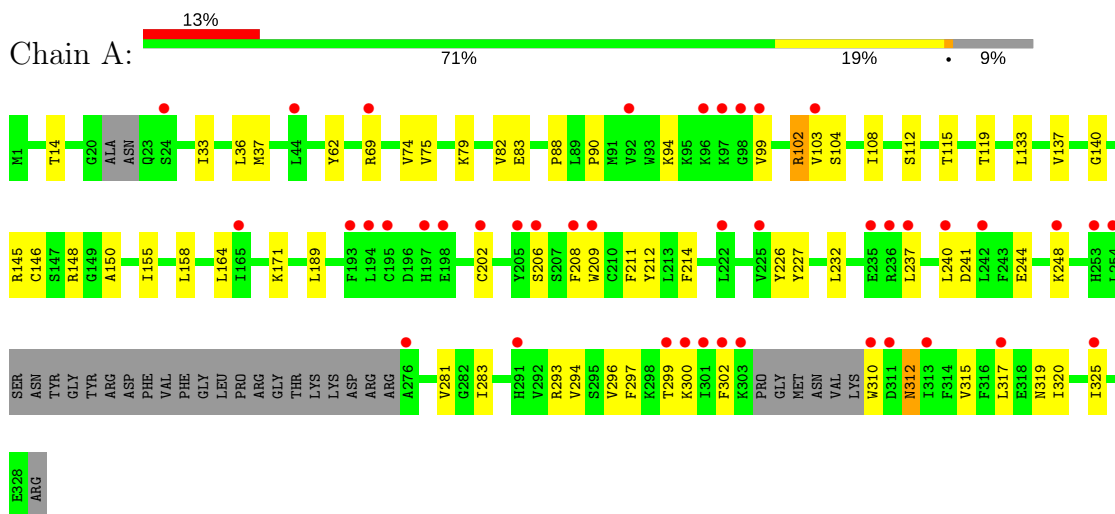 13%
Chain A:
71% 19% • 9%
M1 T14 G20 ALA ASN Q23 S24 I33 L36 M37 L44 Y62 R69 V74 V75 K79 V82 E83 P88 L89 P90 M91 V92 W93 K94 K95 K96 K97 G98 V99 R102 V103 S104 I108 S112 T115 T119 L133 V137 G140
R145 C146 S147 R148 G149 A150 I155 L158 L164 I165 K171 L189 F193 L194 C195 D196 H197 E198 C202 Y205 S206 S207 F208 W209 C210 F211 Y212 L213 F214 L222 V225 Y226 Y227 L232 E235 R236 L237 L240 D241 L242 F243 E244 K248 H253 L254
SER ASN TYR GLY TYR ARG ASP PHE VAL PHE GLY LEU PRO ARG GLY THR LYS LYS ASP ARG ARG A276 V281 G282 I283 H291 V292 R293 V294 S295 V296 F297 K298 T299 K300 I301 F302 K303 PRO GLY MET ASN VAL LYS W310 D311 N312 I313 F314 V315 F316 L317 E318 N319 I320 I325
E328 ARG